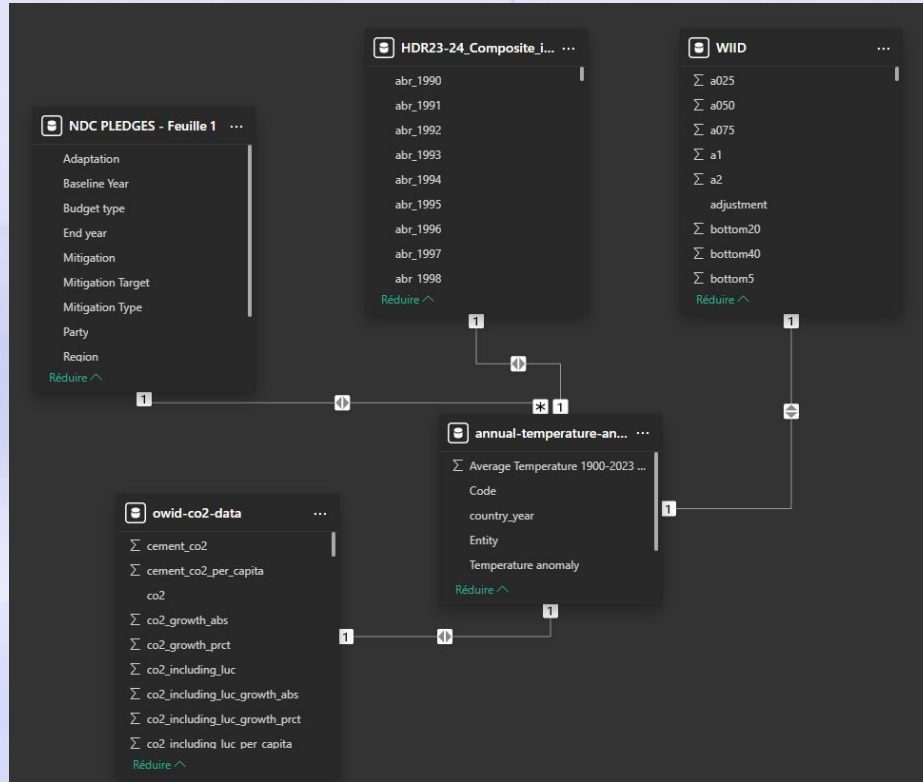 HDR23-24_Composite_i... ...
abr_1990
abr_1991
abr_1992
abr_1993
abr_1994
abr_1995
abr_1996
abr_1997
abr 1998
Réduire
WIID ...
Σ a025
Σ a050
Σ a075
Σ a1
Σ a2
adjustment
Σ bottom20
Σ bottom40
Σ bottom5
Réduire
NDC PLEDGES - Feuille 1 ...
Adaptation
Baseline Year
Budget type
End year
Mitigation
Mitigation Target
Mitigation Type
Party
Region
Réduire
1
1
1
* 1
annual-temperature-an... ...
Σ Average Temperature 1900-2023 ...
Code
country_year
Entity
Temperature anomaly
Réduire
1
1
1
owid-co2-data ...
Σ cement_co2
Σ cement_co2_per_capita
co2
Σ co2_growth_abs
Σ co2_growth_prct
Σ co2_including_luc
Σ co2_including_luc_growth_abs
Σ co2_including_luc_growth_prct
Σ co2 including luc per capita
Réduire